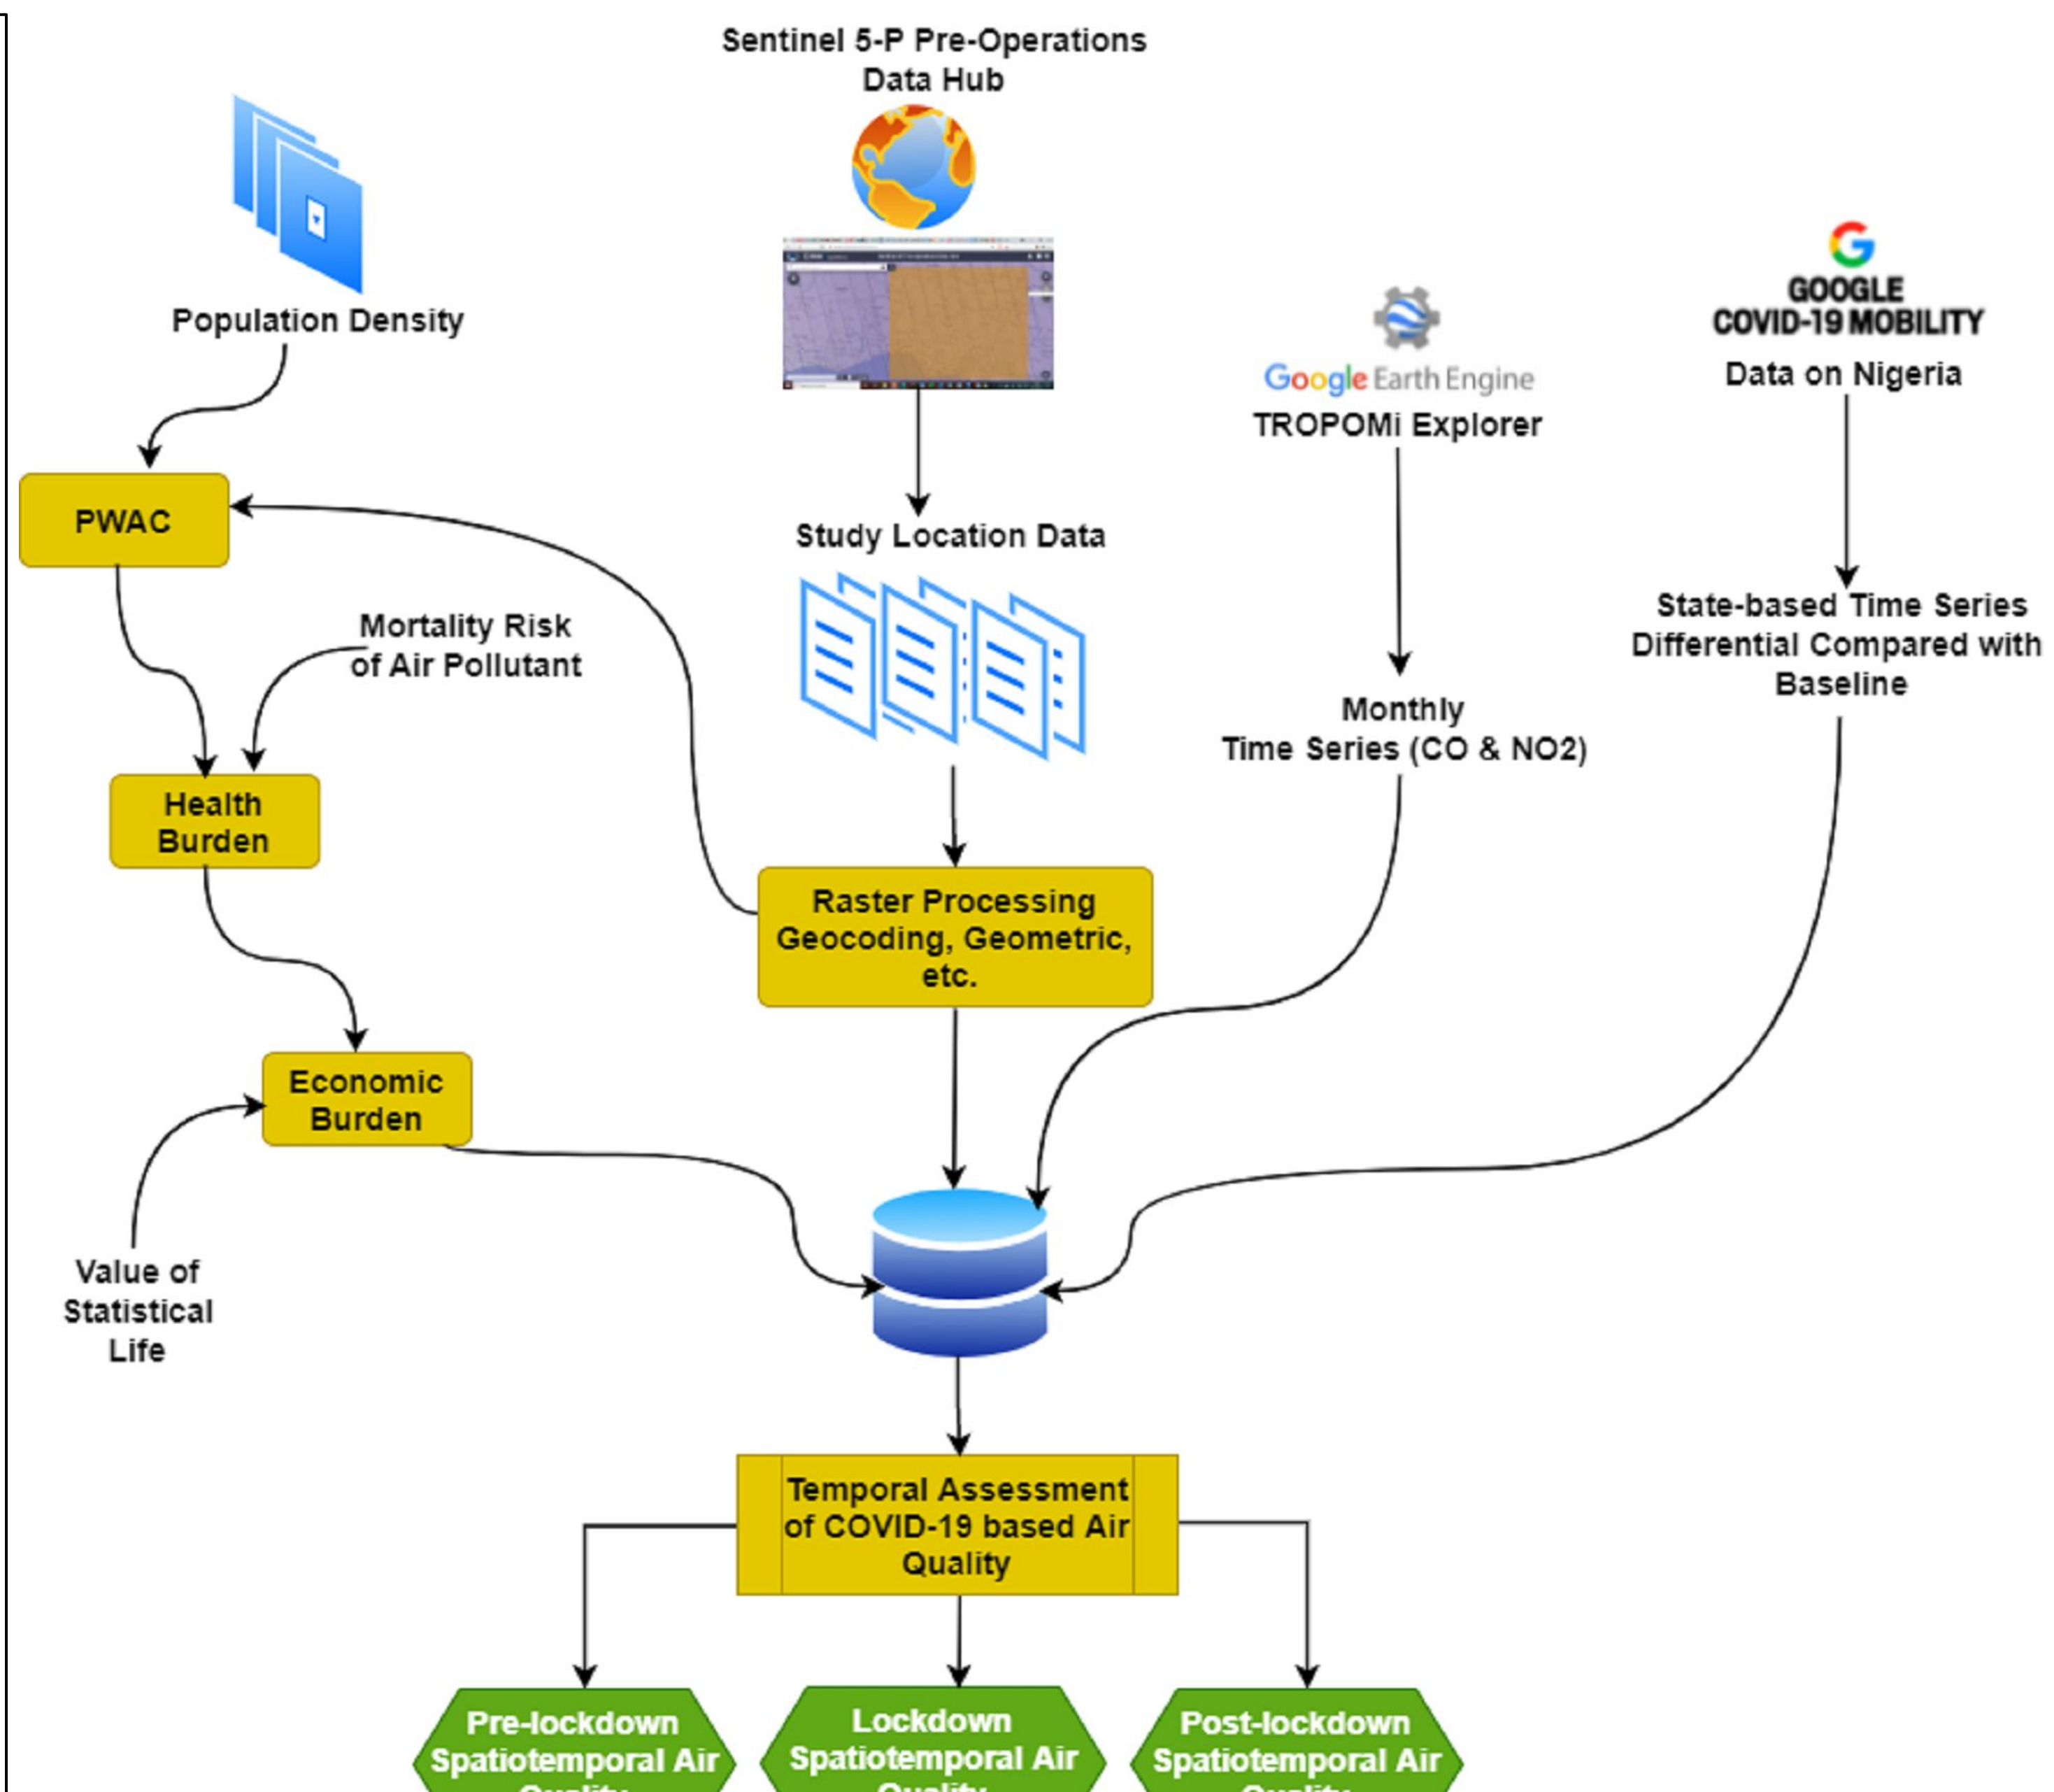 Sentinel 5-P Pre-Operations
Data Hub
Population Density
GOOGLE
COVID-19 MOBILITY
Data on Nigeria
Google Earth Engine
TROPOMi Explorer
PWAC
Study Location Data
Mortality Risk
of Air Pollutant
State-based Time Series
Differential Compared with
Baseline
Monthly
Time Series (CO & NO2)
Health
Burden
Raster Processing
Geocoding, Geometric,
etc.
Economic
Burden
Value of
Statistical
Life
Temporal Assessment
of COVID-19 based Air
Quality
Pre-lockdown
Spatiotemporal Air
Quality
Lockdown
Spatiotemporal Air
Quality
Post-lockdown
Spatiotemporal Air
Quality